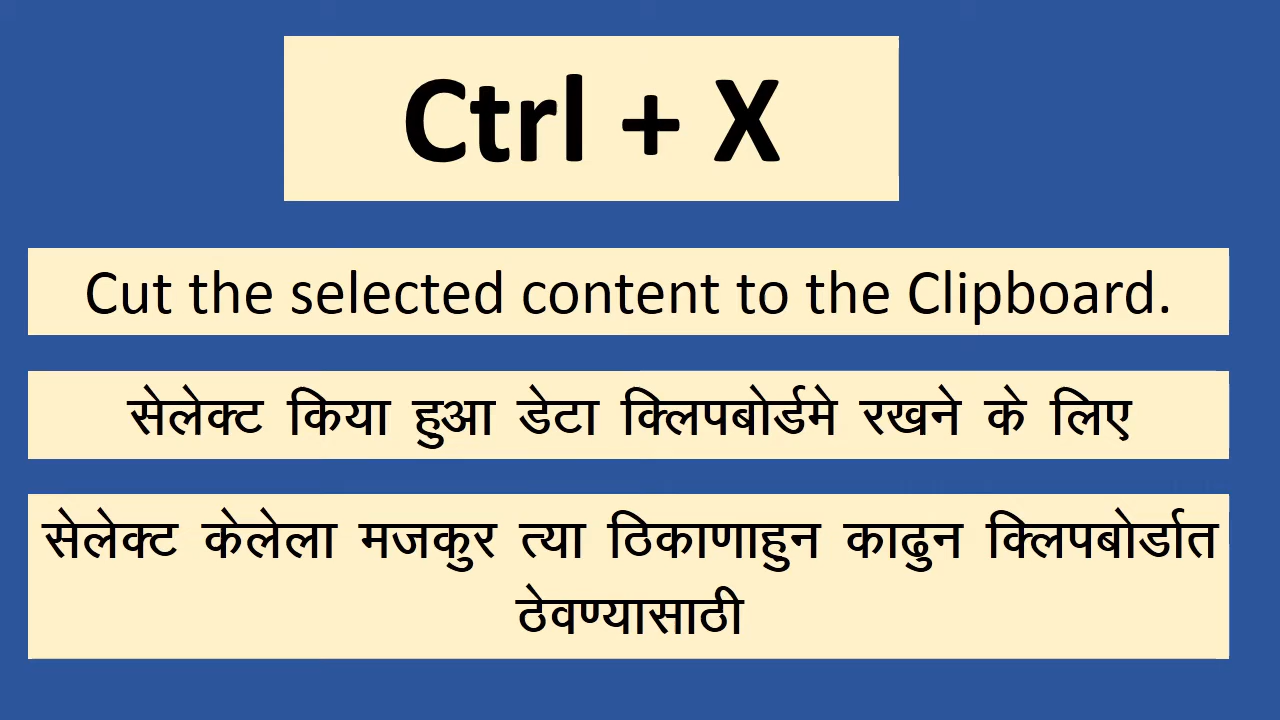 Ctrl + X
Cut the selected content to the Clipboard.
सेलेक्ट किया हुआ डेटा क्लिपबोर्डमे रखने के लिए
सेलेक्ट केलेला मजकुर त्या ठिकाणाहुन काढुन क्लिपबोर्डात
ठेवण्यासाठी